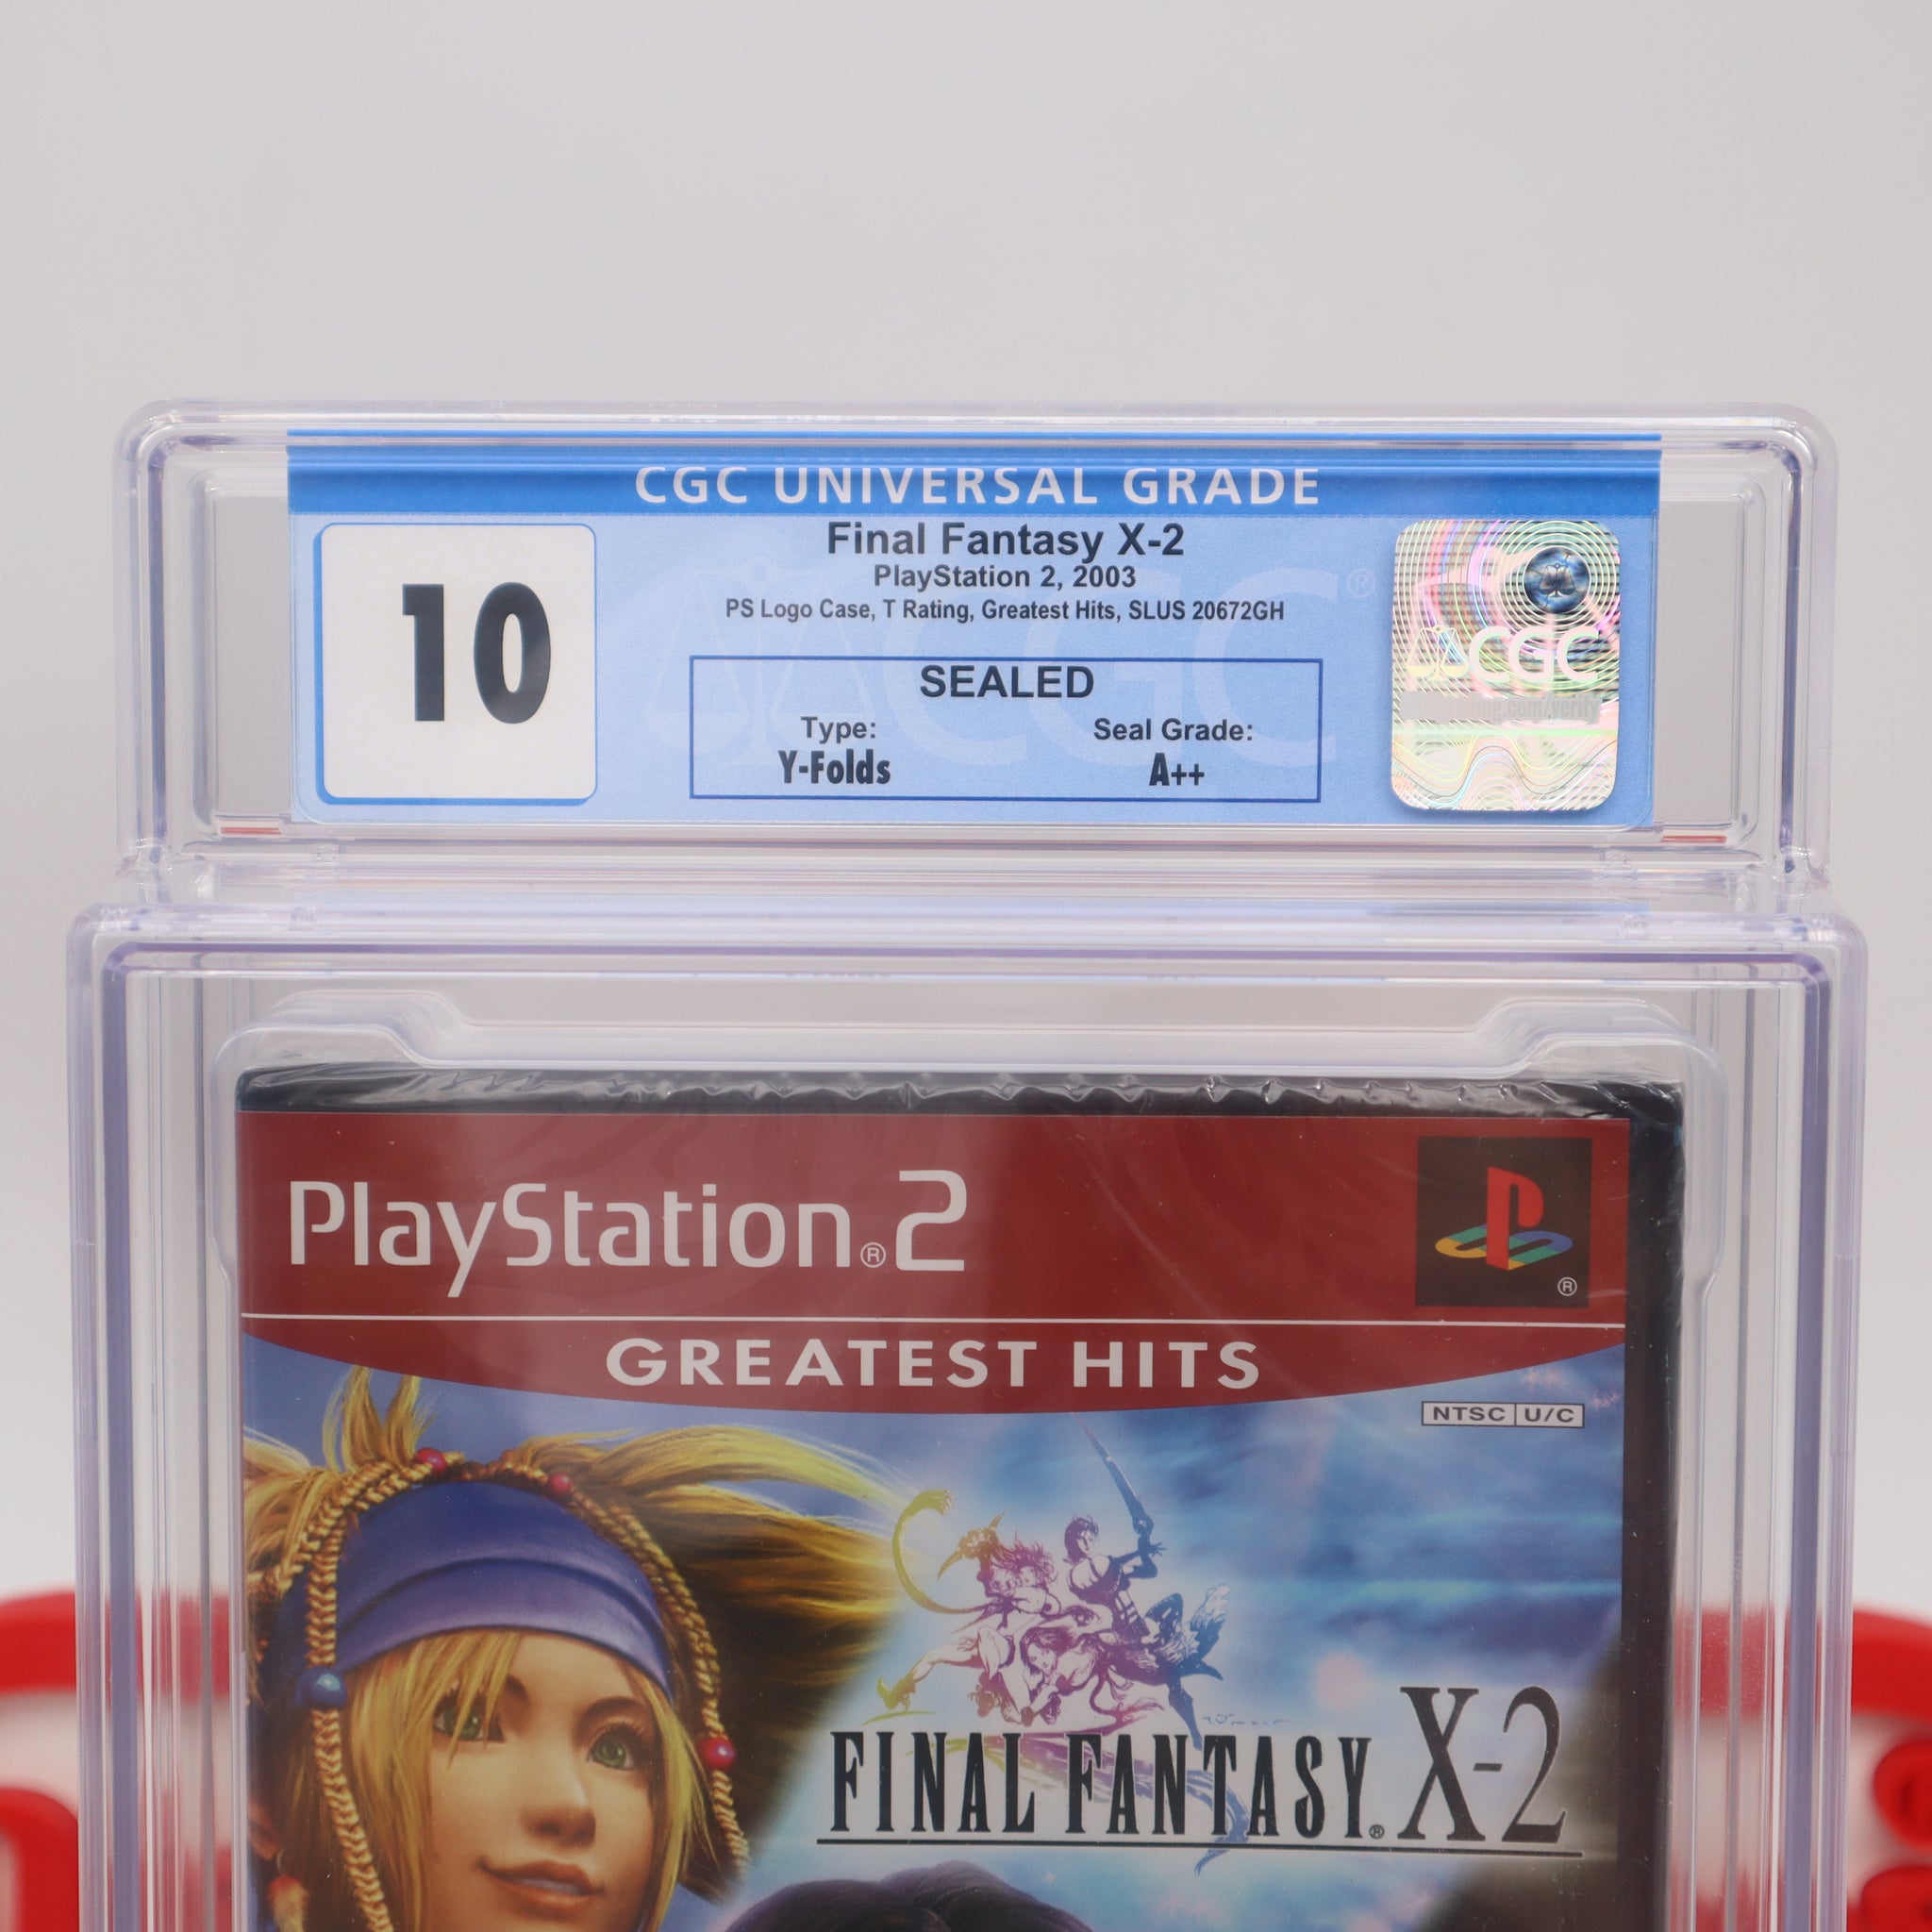 CGC UNIVERSAL GRADE
10
Final Fantasy X-2
PlayStation 2, 2003
PS Logo Case, T Rating, Greatest Hits, SLUS 20672GH
SEALED
Type:
Y-Folds
Seal Grade:
A++
CGC®
CGC
PlayStation®2
®
GREATEST HITS
NTSC U/C
FINAL FANTASY® X-2